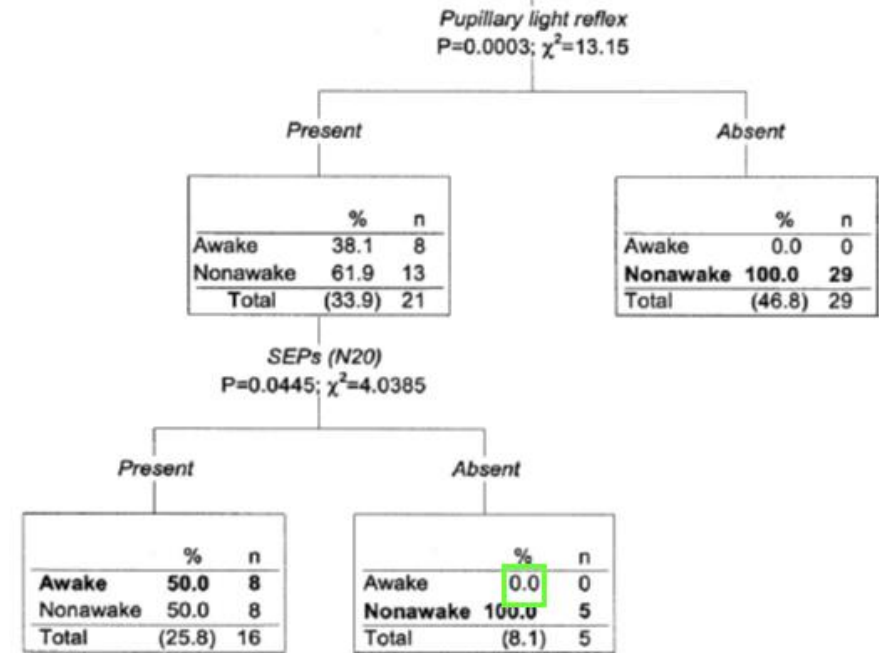 Pupillary light reflex
P=0.0003; χ²=13.15
Present
Absent
% n
Awake 38.1 8
Nonawake 61.9 13
Total (33.9) 21
% n
Awake 0.0 0
Nonawake 100.0 29
Total (46.8) 29
SEPs (N20)
P=0.0445; χ²=4.0385
Present
Absent
% n
Awake 50.0 8
Nonawake 50.0 8
Total (25.8) 16
% n
Awake 0.0 0
Nonawake 100.0 5
Total (8.1) 5